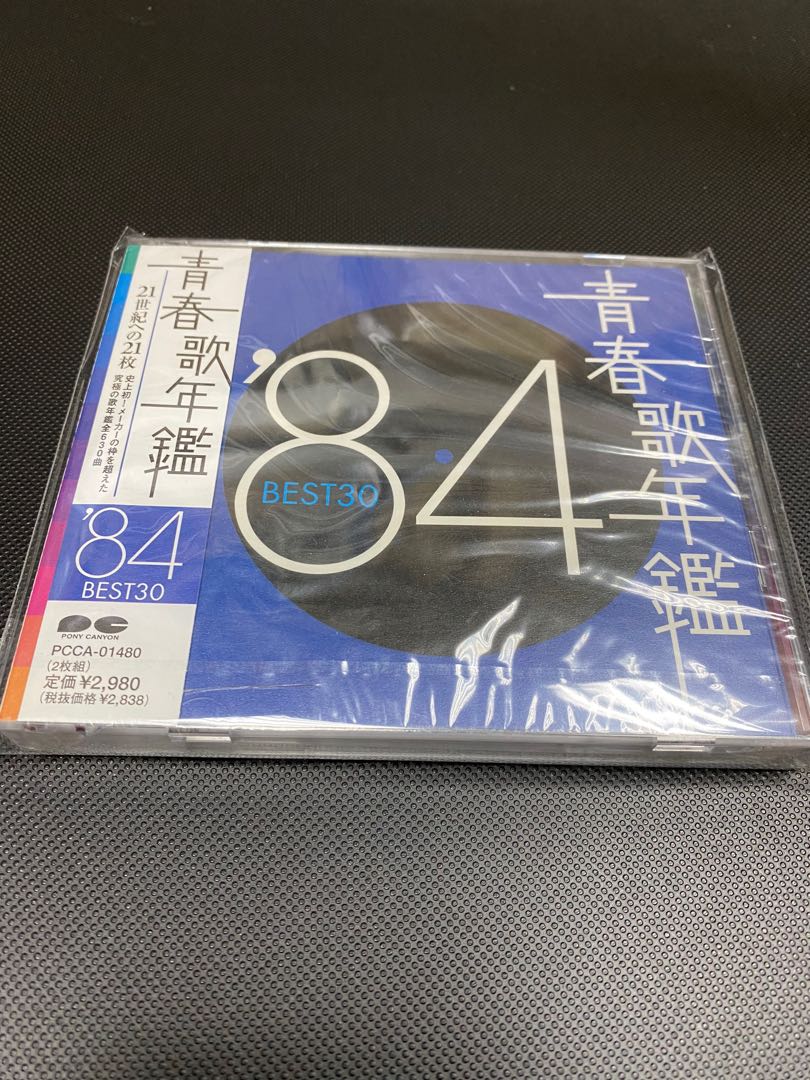 青春歌年鑑
21世紀への21枚
史上初!メーカーの枠を超えた
究極の歌年鑑全630曲
'84
BEST30
PONY CANYON
PCCA-01480
(2枚組)
定価¥2,980
(税抜価格¥2,838)
'84
BEST30
青春歌年鑑